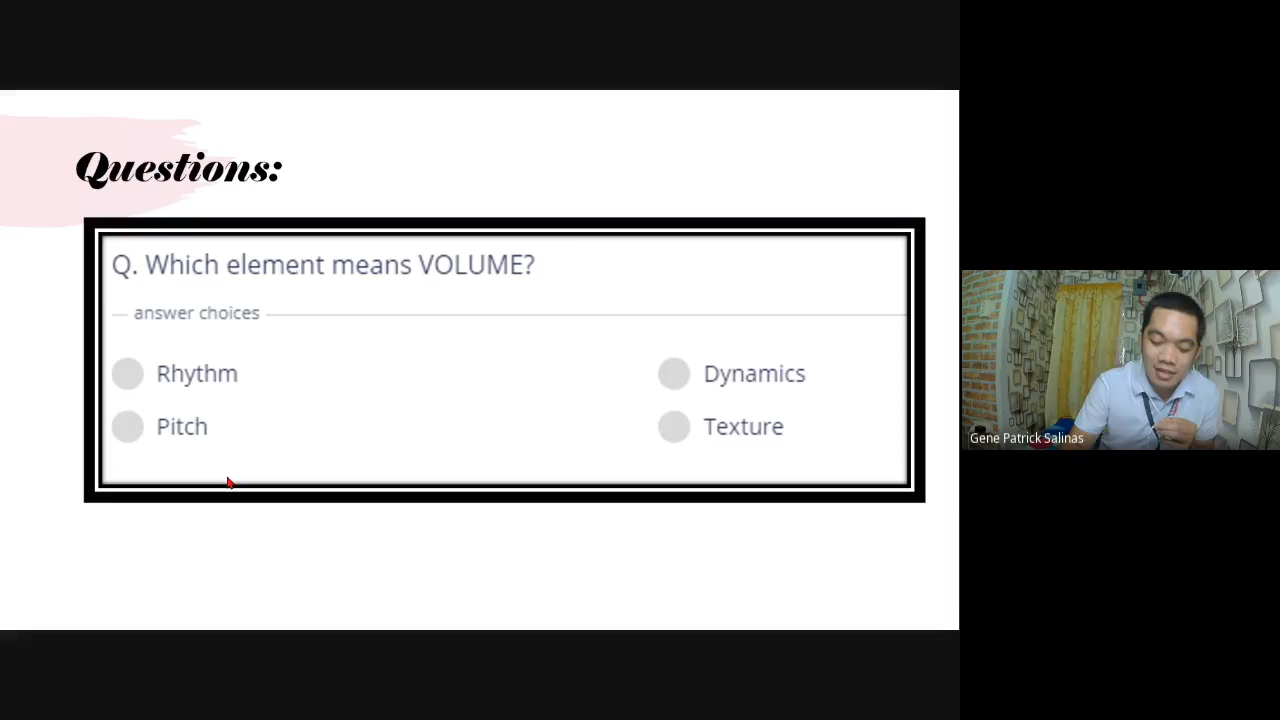 Questions:
Q. Which element means VOLUME?
answer choices
Rhythm
Dynamics
Pitch
Texture
Gene Patrick Salinas